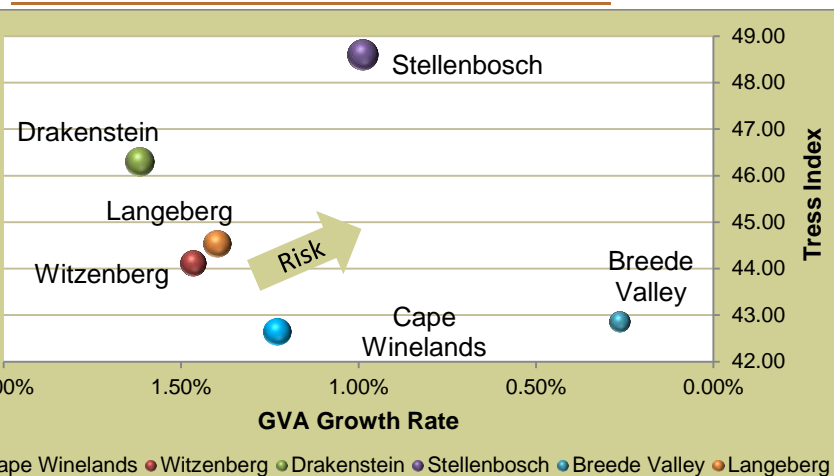 49.00
Stellenbosch
48.00
Drakenstein
47.00
46.00
Langeberg
45.00
Risk
Witzenberg
44.00
Breede
Valley
Cape
Winelands
43.00
42.00
Tress Index
00% 1.50% 1.00% 0.50% 0.00%
GVA Growth Rate
ape Winelands Witzenberg Drakenstein Stellenbosch Breede Valley Langeberg